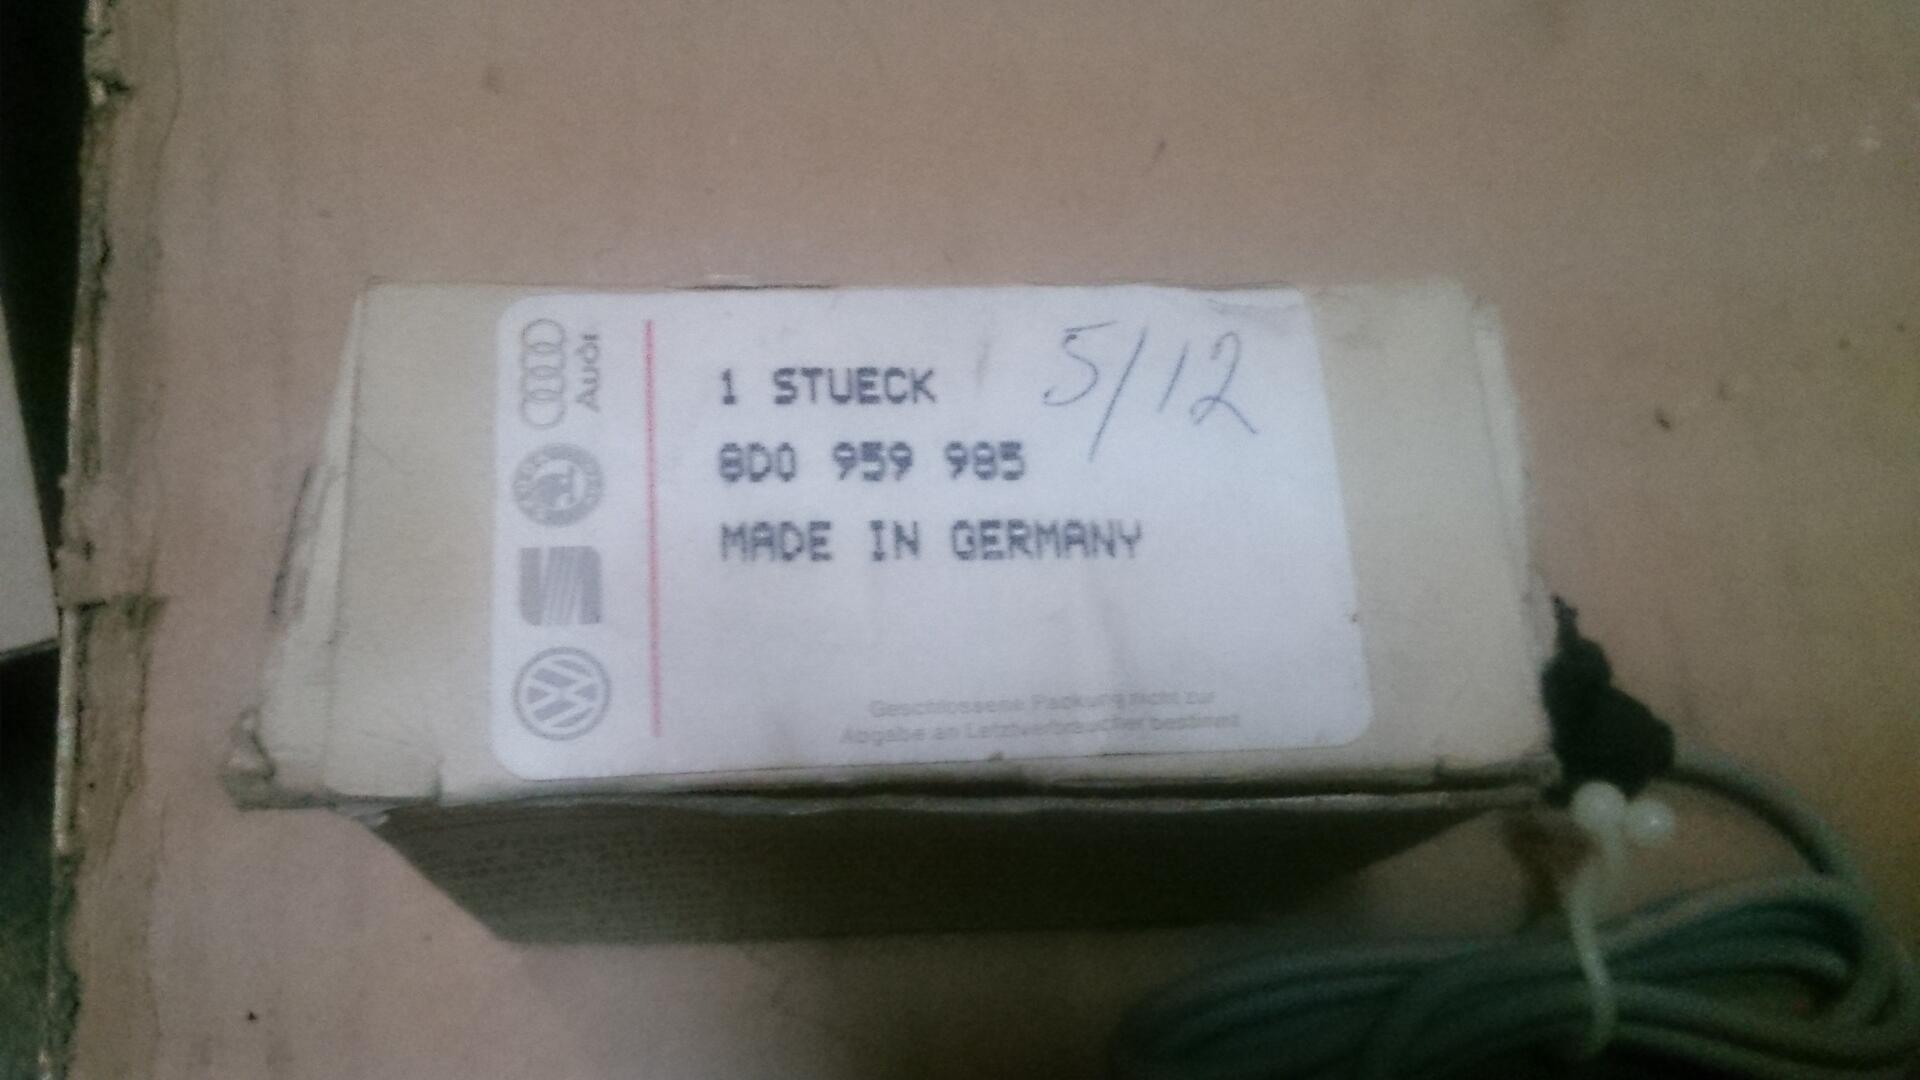 1 STUECK 5/12
8D0 959 985
MADE IN GERMANY
Geschlossene Packung nicht zur
Abgabe an Letztverbraucher bestimmt
Audi